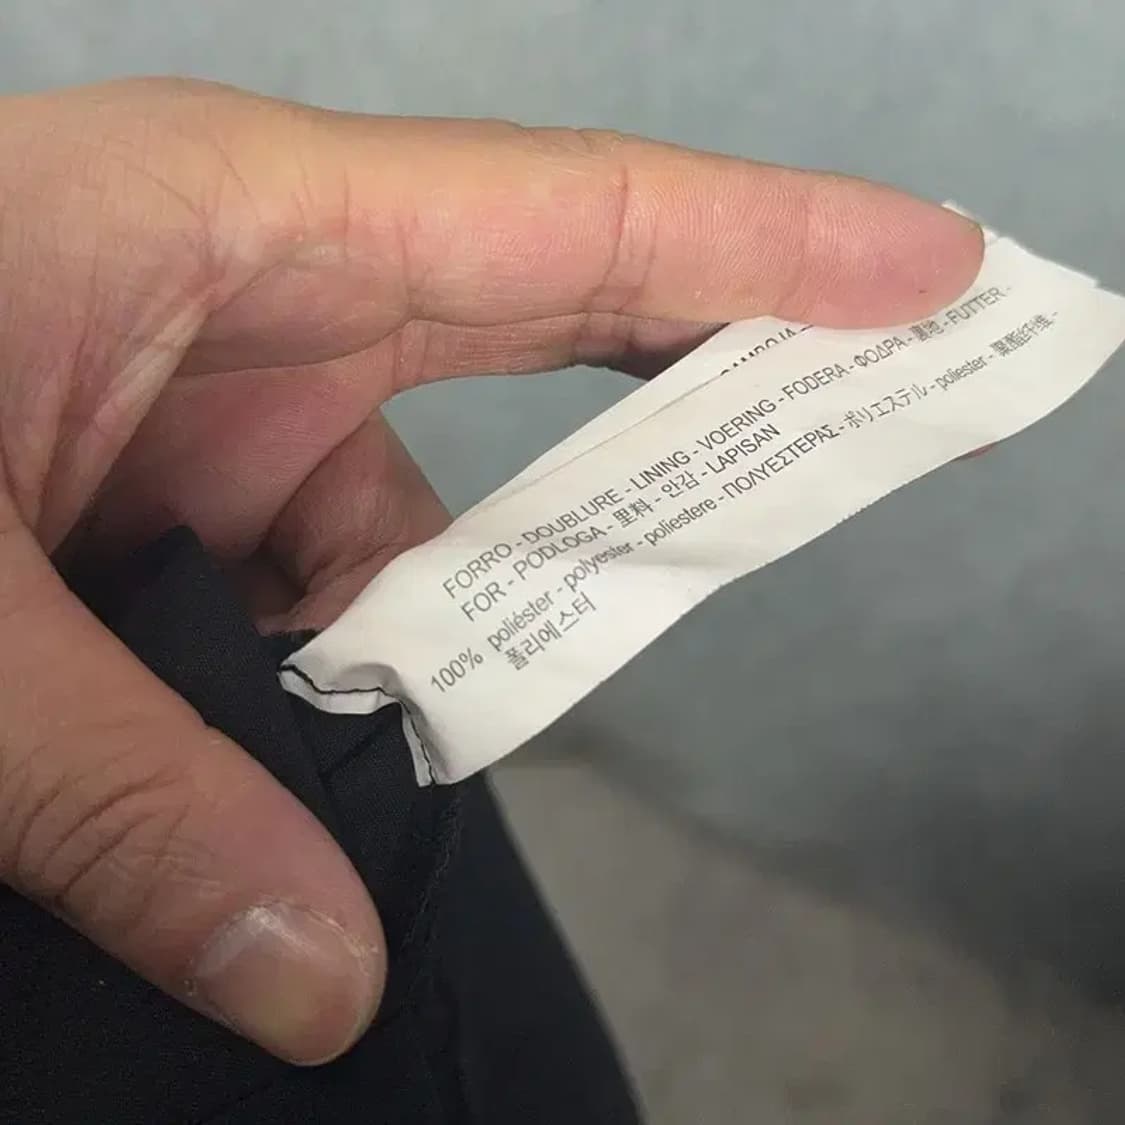 CAMBOJA
FORRO - DOUBLURE - LINING - VOERING - FODERA - ΦΟΔΡΑ - 裏地 - FUTTER -
FOR - PODLOGA - 里料 - 안감 - LAPISAN
100% poliéster - polyester - poliestere - ΠΟΛΥΕΣΤΕΡΑΣ - ポリエステル - poliester - 聚酯纤维 -
폴리에스터